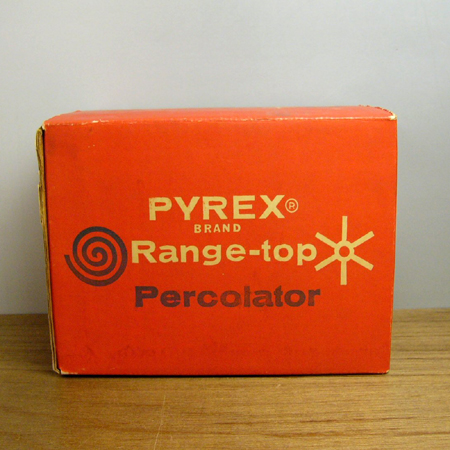 PYREX®
BRAND
Range-top
Percolator